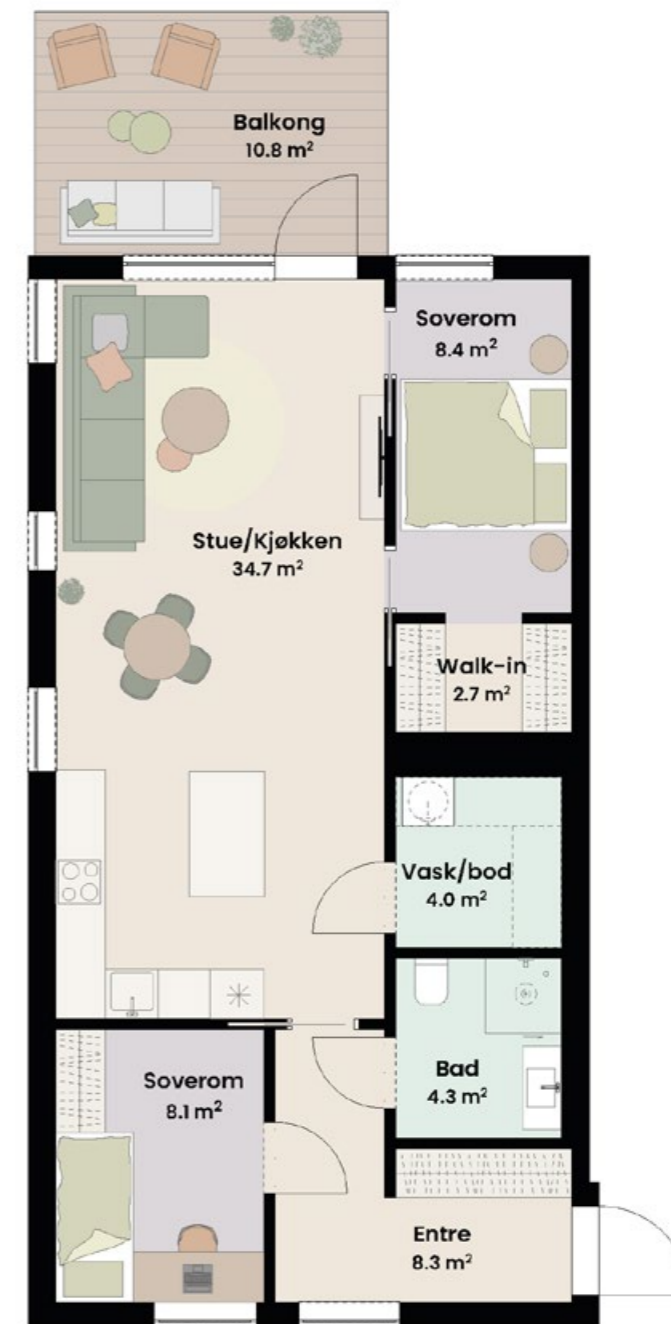 Balkong
10.8 m²
Soverom
8.4 m²
Stue/Kjøkken
34.7 m²
Walk-in
2.7 m²
Vask/bod
4.0 m²
Bad
4.3 m²
Soverom
8.1 m²
Entre
8.3 m²